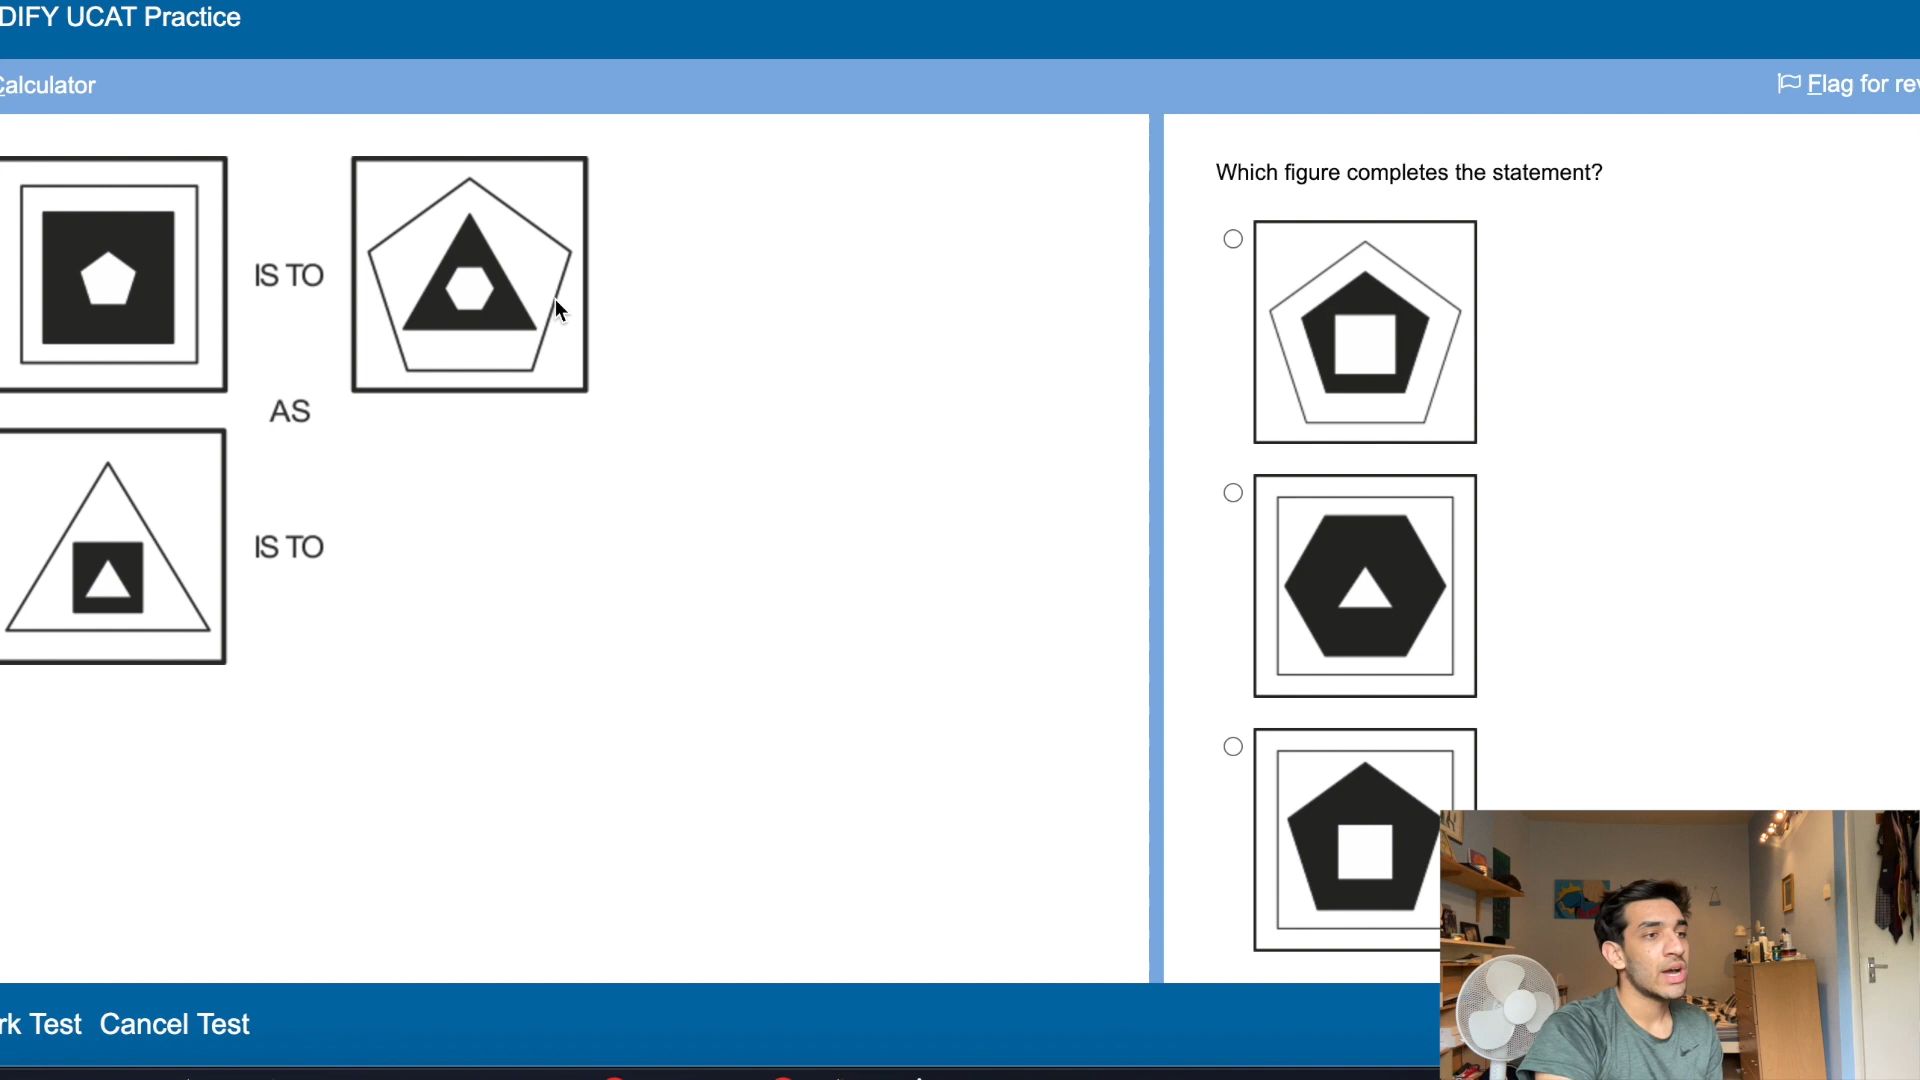 DIFY UCAT Practice
Calculator
Flag for rev
IS TO
AS
IS TO
Which figure completes the statement?
rk Test Cancel Test